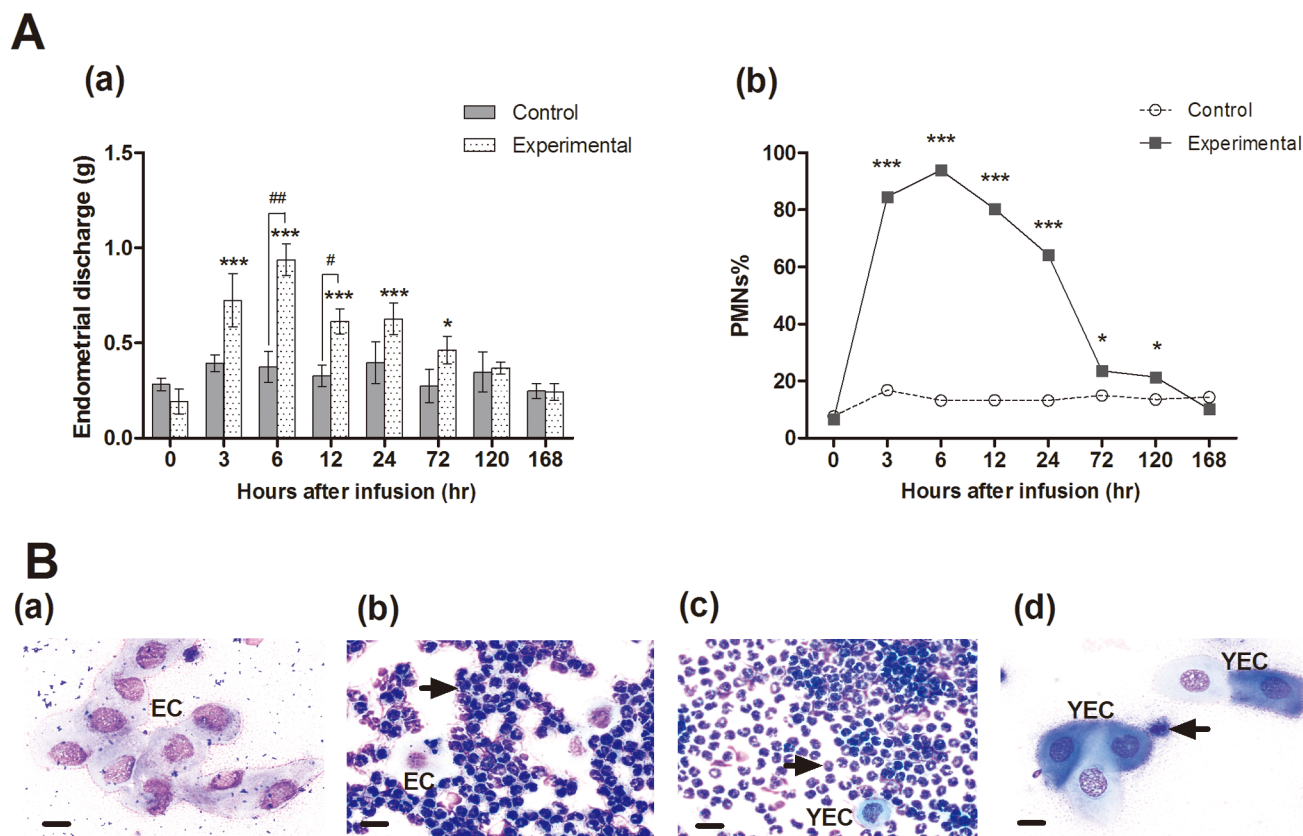 A
(a)
Control
Experimental
Endometrial discharge (g)
1.5
1.0
0.5
0.0
***
##
***
#
***
***
*
0 3 6 12 24 72 120 168
Hours after infusion (hr)
(b)
Control
Experimental
PMNs%
100
80
60
40
20
0
***
***
***
***
*
*
0 3 6 12 24 72 120 168
Hours after infusion (hr)
B
(a)
EC
(b)
EC
(c)
YEC
(d)
YEC
YEC